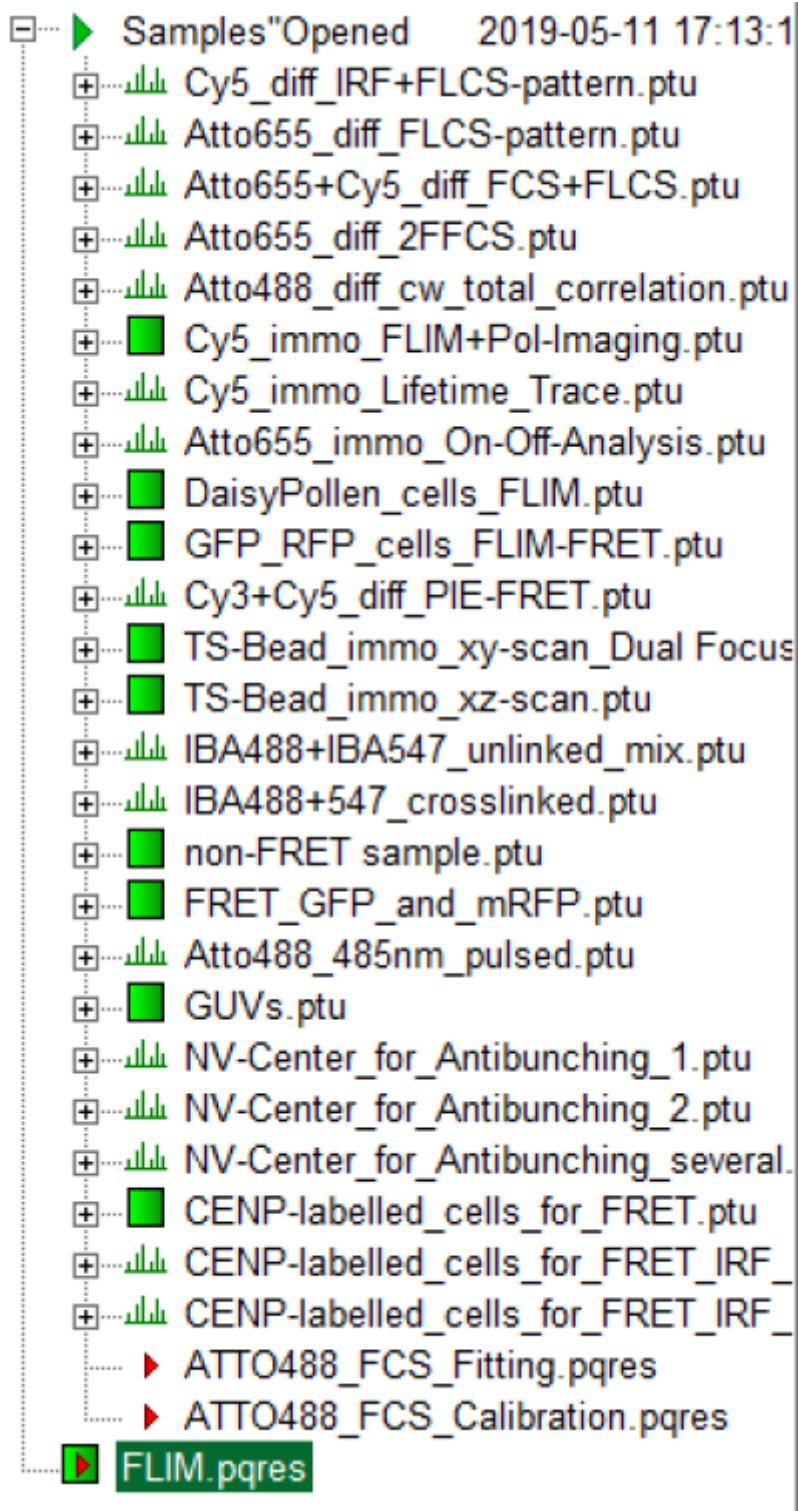 Samples"Opened 2019-05-11 17:13:1
Cy5_diff_IRF+FLCS-pattern.ptu
Atto655_diff_FLCS-pattern.ptu
Atto655+Cy5_diff_FCS+FLCS.ptu
Atto655_diff_2FFCS.ptu
Atto488_diff_cw_total_correlation.ptu
Cy5_immo_FLIM+Pol-Imaging.ptu
Cy5_immo_Lifetime_Trace.ptu
Atto655_immo_On-Off-Analysis.ptu
DaisyPollen_cells_FLIM.ptu
GFP_RFP_cells_FLIM-FRET.ptu
Cy3+Cy5_diff_PIE-FRET.ptu
TS-Bead_immo_xy-scan_Dual Focus
TS-Bead_immo_xz-scan.ptu
IBA488+IBA547_unlinked_mix.ptu
IBA488+547_crosslinked.ptu
non-FRET sample.ptu
FRET_GFP_and_mRFP.ptu
Atto488_485nm_pulsed.ptu
GUVs.ptu
NV-Center_for_Antibunching_1.ptu
NV-Center_for_Antibunching_2.ptu
NV-Center_for_Antibunching_several.
CENP-labelled_cells_for_FRET.ptu
CENP-labelled_cells_for_FRET_IRF_
CENP-labelled_cells_for_FRET_IRF_
ATTO488_FCS_Fitting.pqres
ATTO488_FCS_Calibration.pqres
FLIM.pqres